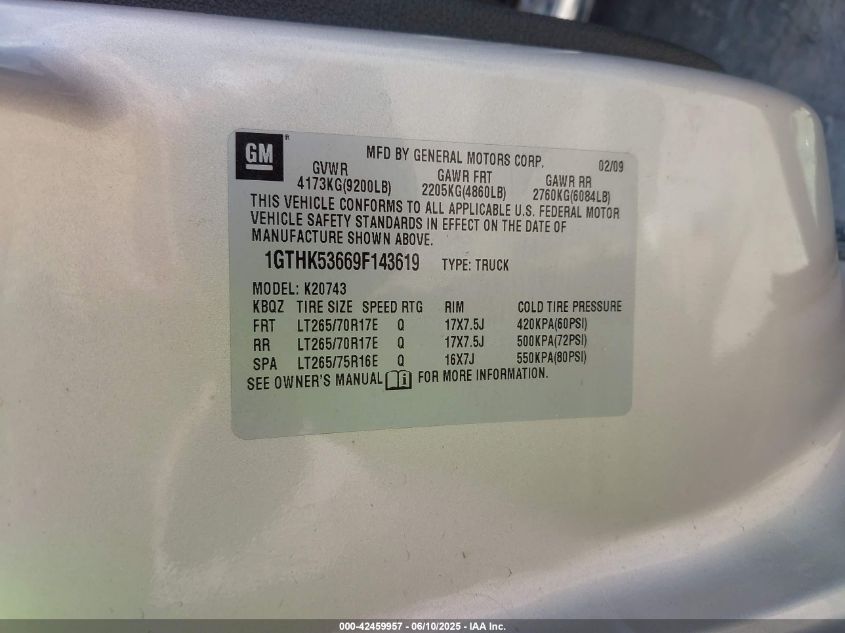 GM ®
MFD BY GENERAL MOTORS CORP. 02/09
GVWR GAWR FRT GAWR RR
4173KG(9200LB) 2205KG(4860LB) 2760KG(6084LB)
THIS VEHICLE CONFORMS TO ALL APPLICABLE U.S. FEDERAL MOTOR
VEHICLE SAFETY STANDARDS IN EFFECT ON THE DATE OF
MANUFACTURE SHOWN ABOVE.
1GTHK53669F143619 TYPE: TRUCK
MODEL: K20743
KBQZ TIRE SIZE SPEED RTG RIM COLD TIRE PRESSURE
FRT LT265/70R17E Q 17X7.5J 420KPA(60PSI)
RR LT265/70R17E Q 17X7.5J 500KPA(72PSI)
SPA LT265/75R16E Q 16X7J 550KPA(80PSI)
SEE OWNER'S MANUAL i FOR MORE INFORMATION.
000-42459957 - 06/10/2025 - IAA Inc.